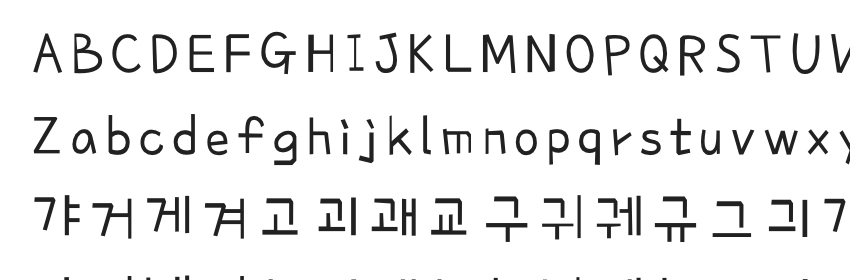 ABCDEFGHIJKLMNOPQRSTU
Zabcdefghijklmnopqrstuvwx
갸거게겨고괴괘교구귀궤규그긔